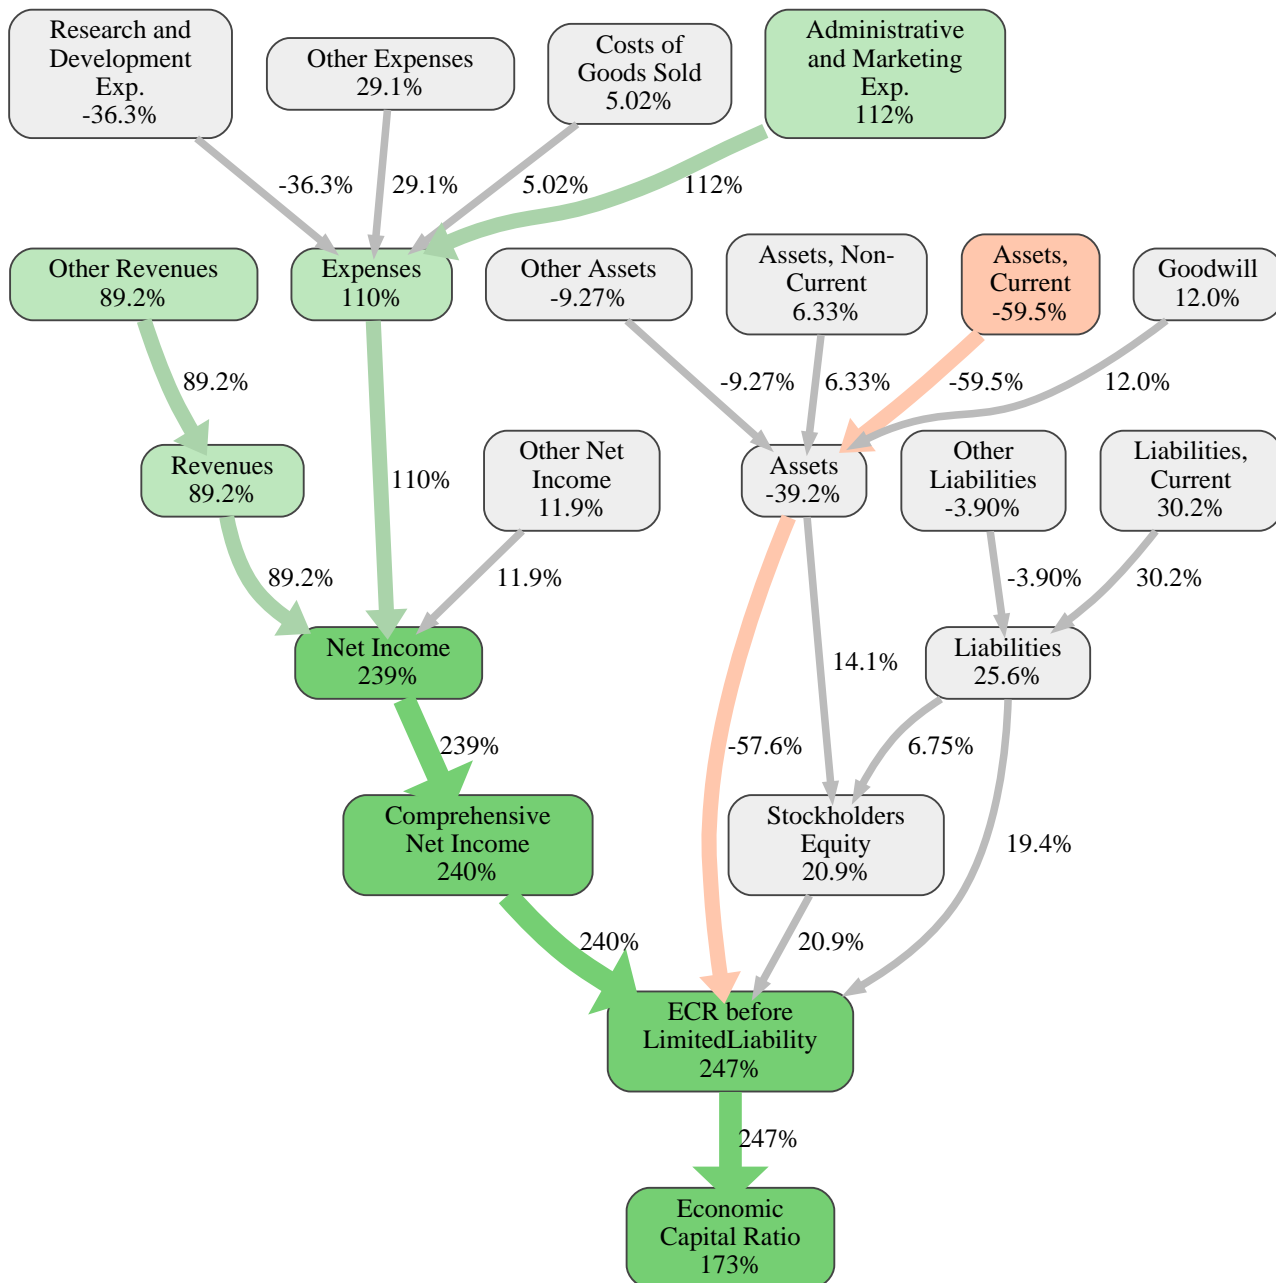 Research and
Development
Exp.
-36.3%
Other Expenses
29.1%
Costs of
Goods Sold
5.02%
Administrative
and Marketing
Exp.
112%
-36.3%
29.1%
5.02%
112%
Other Revenues
89.2%
Expenses
110%
Other Assets
-9.27%
Assets, Non-
Current
6.33%
Assets,
Current
-59.5%
Goodwill
12.0%
89.2%
-9.27%
6.33%
-59.5%
12.0%
Revenues
89.2%
110%
Other Net
Income
11.9%
Assets
-39.2%
Other
Liabilities
-3.90%
Liabilities,
Current
30.2%
89.2%
11.9%
-3.90%
30.2%
Net Income
239%
14.1%
Liabilities
25.6%
239%
-57.6%
6.75%
Comprehensive
Net Income
240%
Stockholders
Equity
20.9%
19.4%
240%
20.9%
ECR before
LimitedLiability
247%
247%
Economic
Capital Ratio
173%